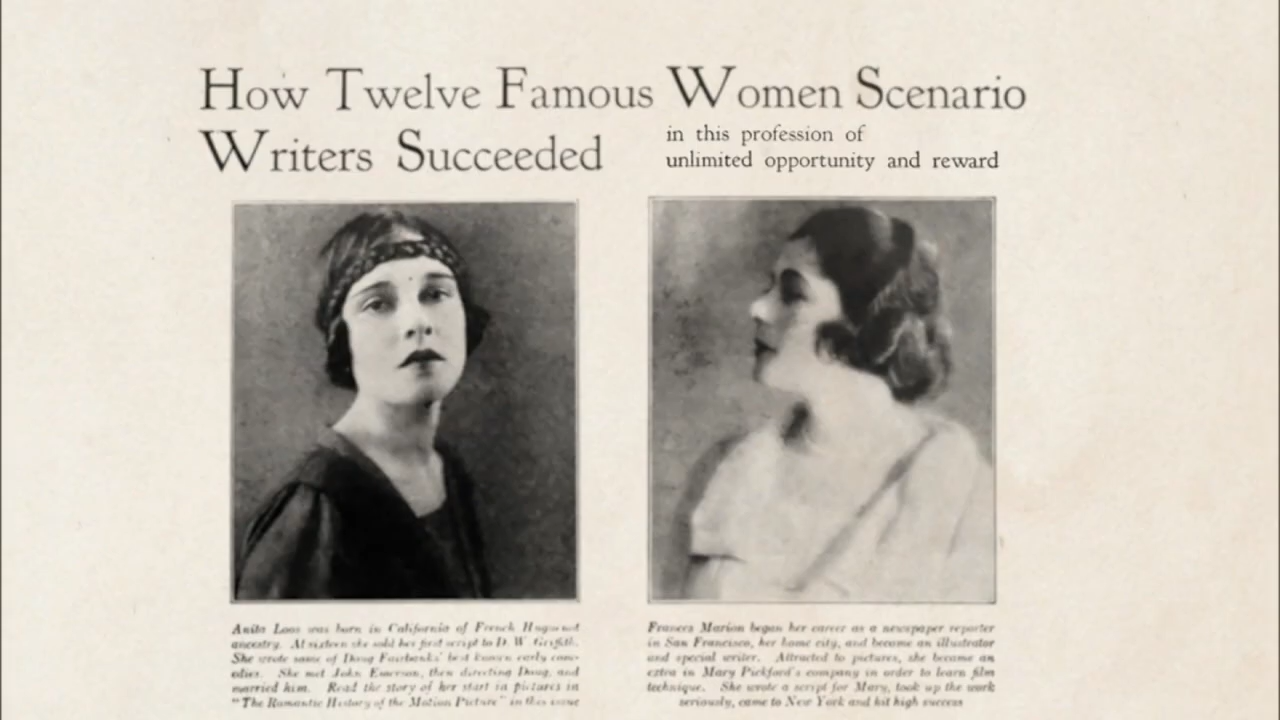 How Twelve Famous Women Scenario
Writers Succeeded
in this profession of
unlimited opportunity and reward
Anita Loos was born in California of French Huguenot
ancestry. At sixteen she sold her first script to D. W. Griffith.
She wrote some of Doug Fairbanks' best known early com-
edies. She met John Emerson, then directing Doug, and
married him. Read the story of her start in pictures in
"The Romantic History of the Motion Picture" in this issue
Frances Marion began her career as a newspaper reporter
in San Francisco, her home city, and became an illustrator
and special writer. Attracted to pictures, she became an
extra in Mary Pickford's company in order to learn film
technique. She wrote a script for Mary, took up the work
seriously, came to New York and hit high success